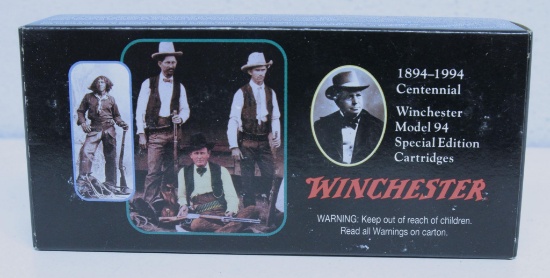 1894–1994
Centennial
Winchester
Model 94
Special Edition
Cartridges
WINCHESTER
WARNING: Keep out of reach of children.
Read all Warnings on carton.